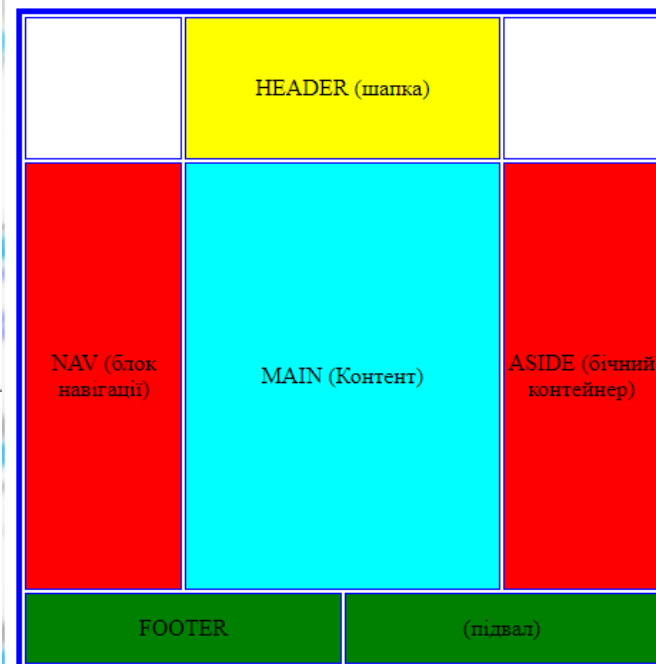 HEADER (шапка)
NAV (блок
навігації)
MAIN (Контент)
ASIDE (бічний
контейнер)
FOOTER
(підвал)